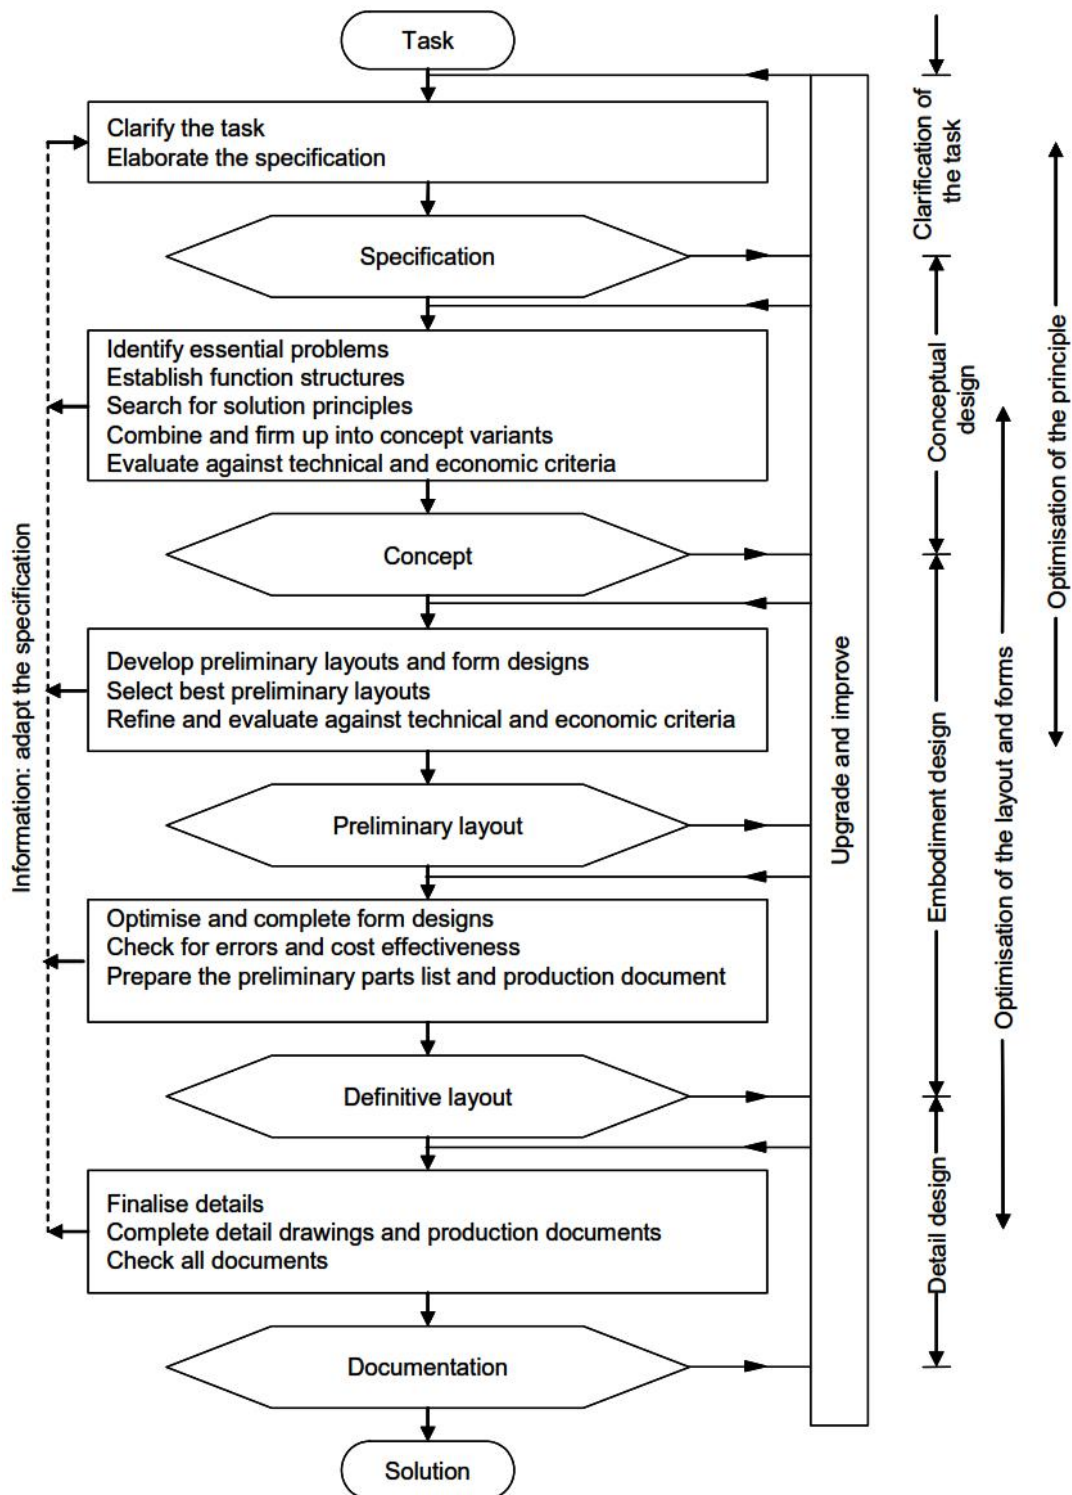 Task
Clarify the task
Elaborate the specification
Specification
Identify essential problems
Establish function structures
Search for solution principles
Combine and firm up into concept variants
Evaluate against technical and economic criteria
Concept
Develop preliminary layouts and form designs
Select best preliminary layouts
Refine and evaluate against technical and economic criteria
Preliminary layout
Optimise and complete form designs
Check for errors and cost effectiveness
Prepare the preliminary parts list and production document
Definitive layout
Finalise details
Complete detail drawings and production documents
Check all documents
Documentation
Solution
Information: adapt the specification
Upgrade and improve
Clarification of
the task
Conceptual
design
Embodiment design
Detail design
Optimisation of the layout and forms
Optimisation of the principle